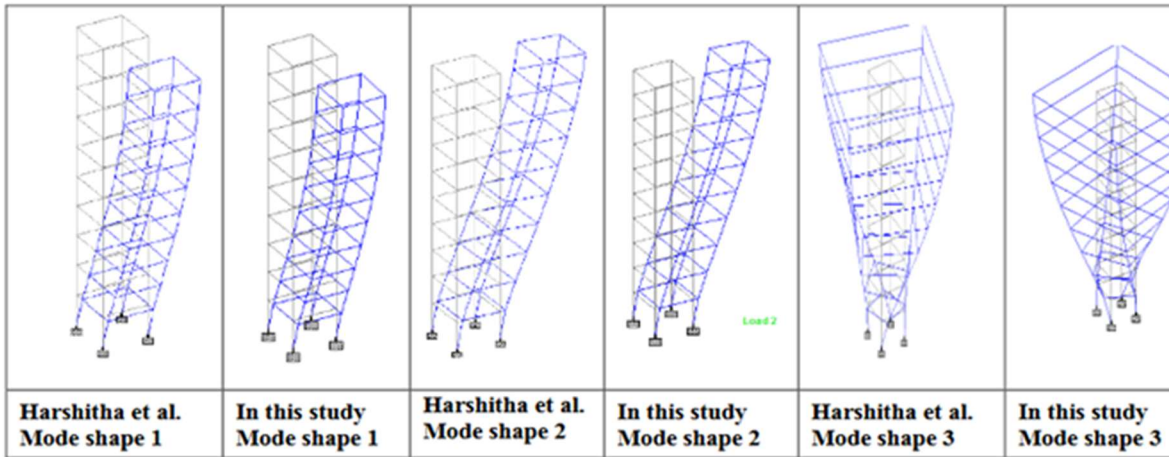 Load 2
Harshitha et al.
Mode shape 1
In this study
Mode shape 1
Harshitha et al.
Mode shape 2
In this study
Mode shape 2
Harshitha et al.
Mode shape 3
In this study
Mode shape 3